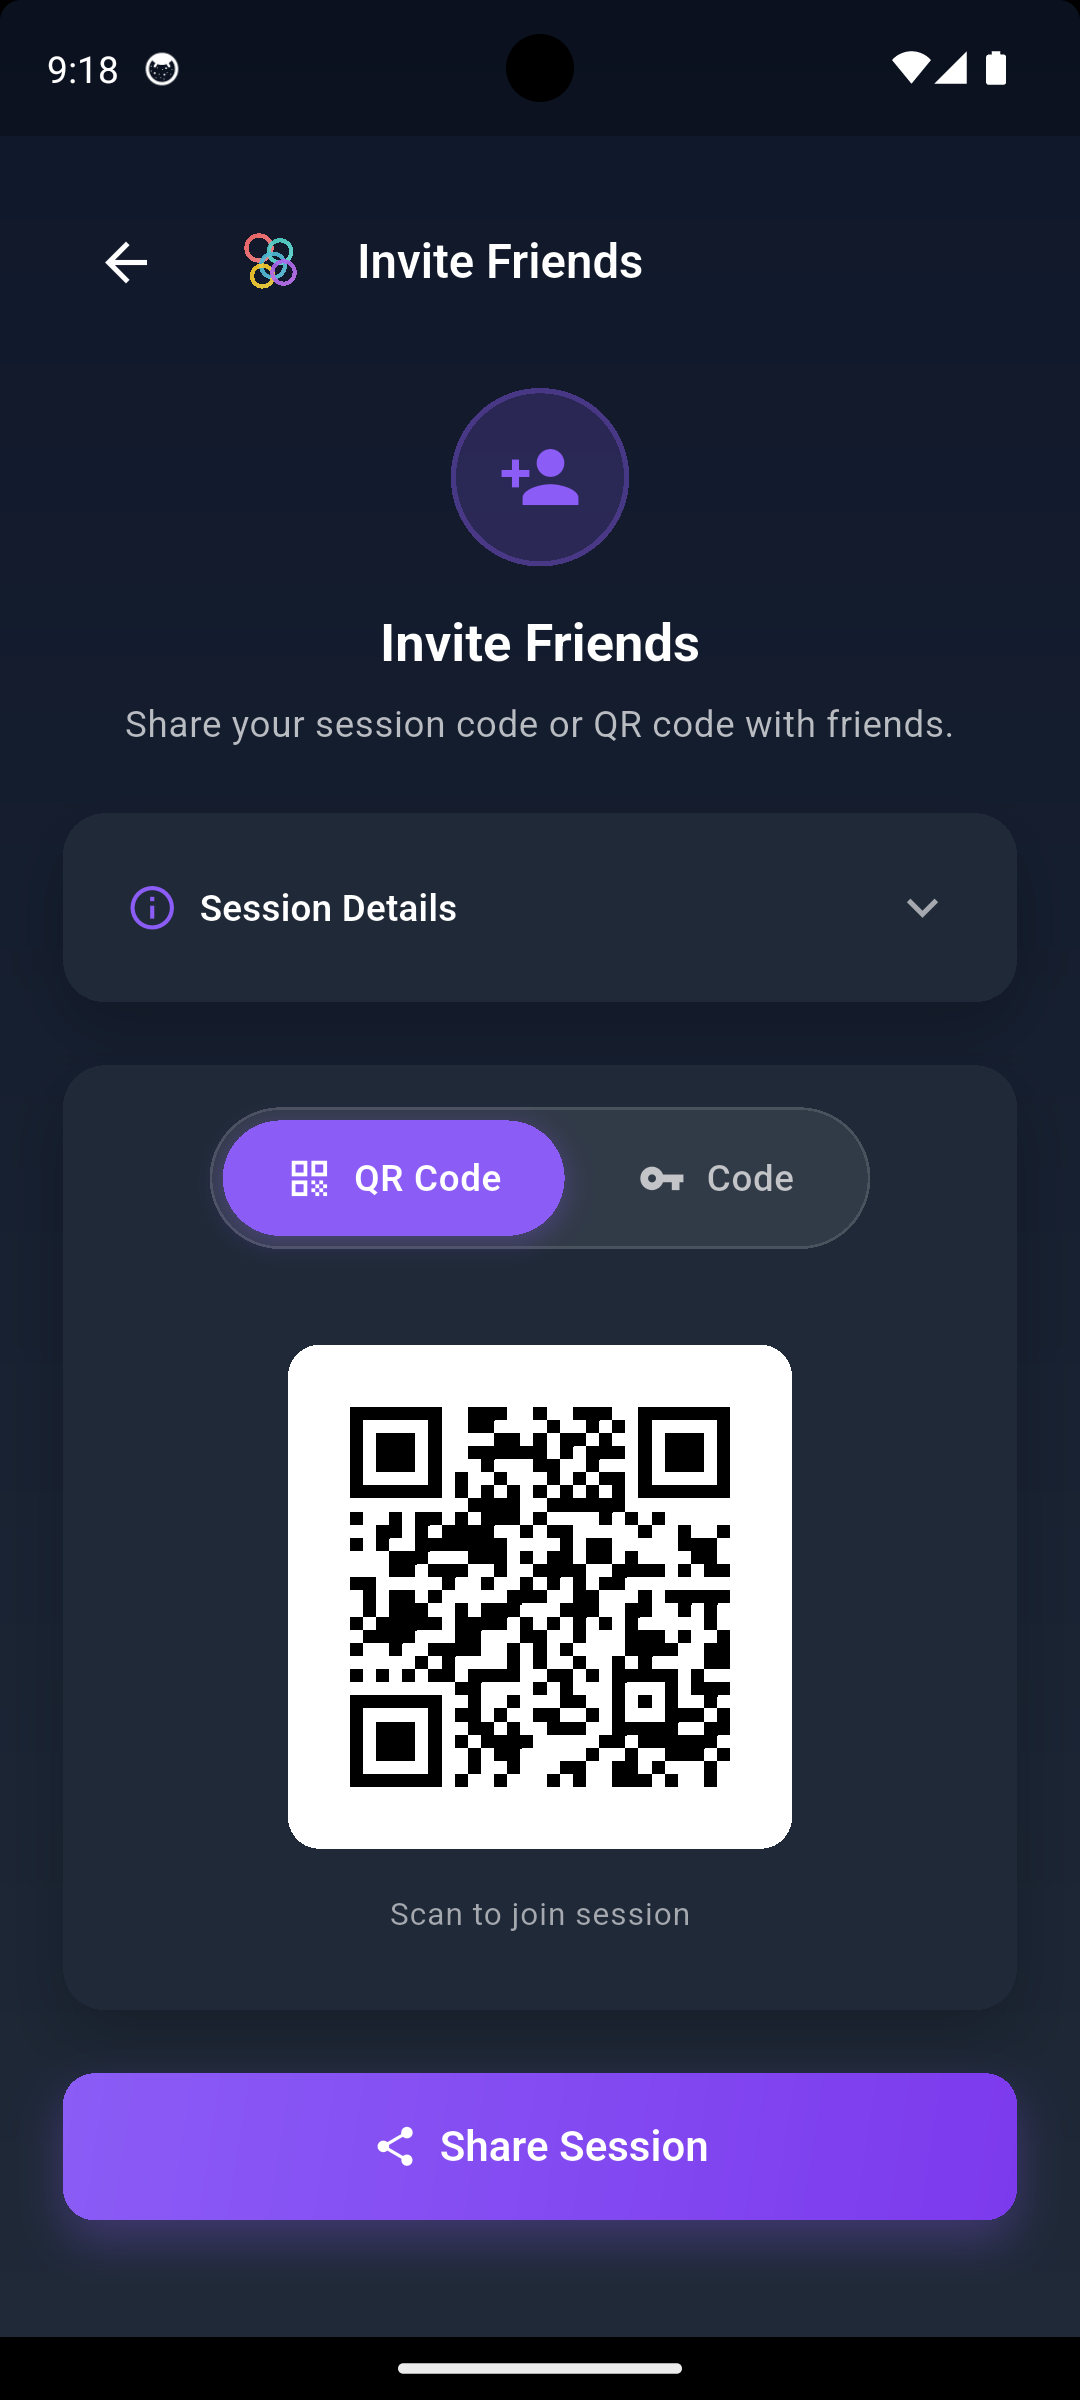 9:18
Invite Friends
Invite Friends
Share your session code or QR code with friends.
Session Details
QR Code
Code
Scan to join session
Share Session